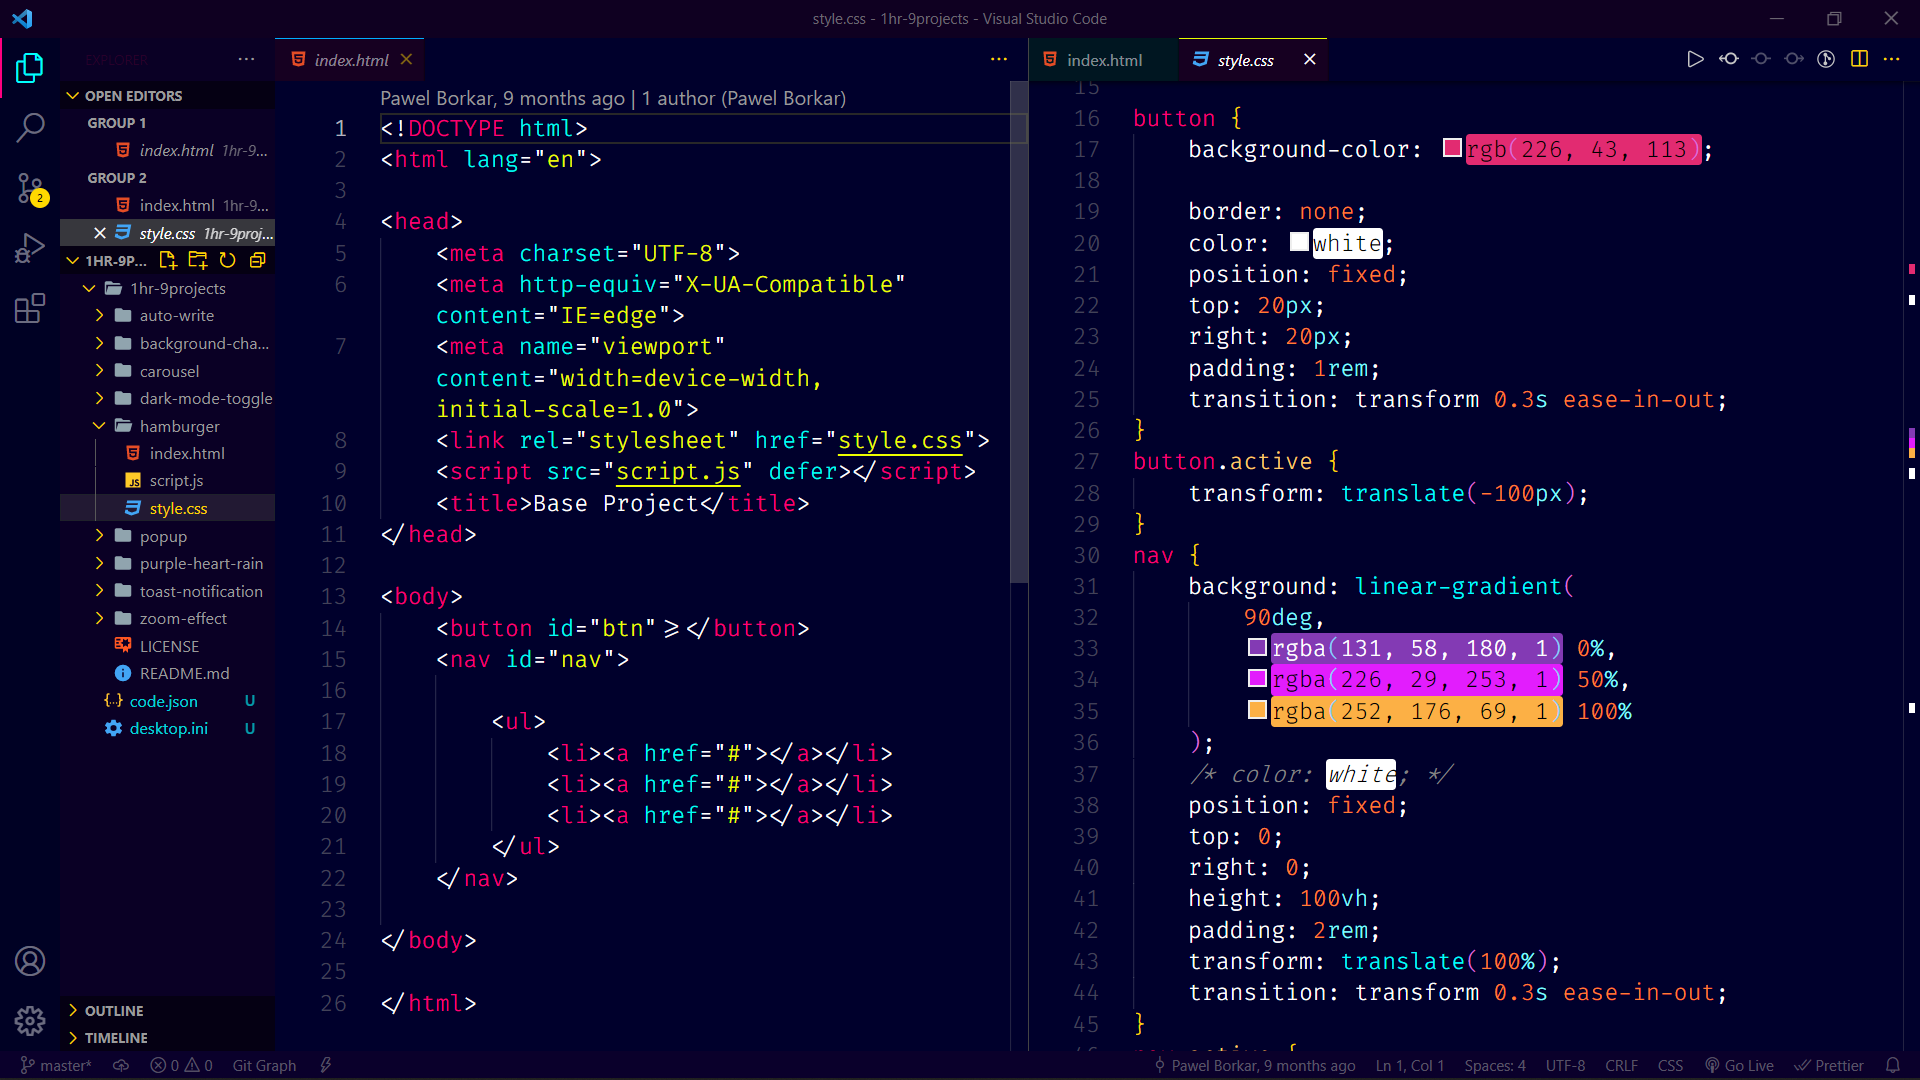 style.css - 1hr-9projects - Visual Studio Code
EXPLORER
OPEN EDITORS
GROUP 1
index.html 1hr-9...
GROUP 2
index.html 1hr-9...
style.css 1hr-9proj...
1HR-9P...
1hr-9projects
auto-write
background-cha...
carousel
dark-mode-toggle
hamburger
index.html
script.js
style.css
popup
purple-heart-rain
toast-notification
zoom-effect
LICENSE
README.md
code.json U
desktop.ini U
OUTLINE
TIMELINE
2
index.html
Pawel Borkar, 9 months ago | 1 author (Pawel Borkar)
1 <!DOCTYPE html>
2 <html lang="en">
3
4 <head>
5 <meta charset="UTF-8">
6 <meta http-equiv="X-UA-Compatible"
content="IE=edge">
7 <meta name="viewport"
content="width=device-width,
initial-scale=1.0">
8 <link rel="stylesheet" href="style.css">
9 <script src="script.js" defer></script>
10 <title>Base Project</title>
11 </head>
12
13 <body>
14 <button id="btn">=</button>
15 <nav id="nav">
16
17 <ul>
18 <li><a href="#"></a></li>
19 <li><a href="#"></a></li>
20 <li><a href="#"></a></li>
21 </ul>
22 </nav>
23
24 </body>
25
26 </html>
index.html
style.css
15
16 button {
17 background-color: rgb(226, 43, 113);
18
19 border: none;
20 color: white;
21 position: fixed;
22 top: 20px;
23 right: 20px;
24 padding: 1rem;
25 transition: transform 0.3s ease-in-out;
26 }
27 button.active {
28 transform: translate(-100px);
29 }
30 nav {
31 background: linear-gradient(
32 90deg,
33 rgba(131, 58, 180, 1) 0%,
34 rgba(226, 29, 253, 1) 50%,
35 rgba(252, 176, 69, 1) 100%
36 );
37 /* color: white; */
38 position: fixed;
39 top: 0;
40 right: 0;
41 height: 100vh;
42 padding: 2rem;
43 transform: translate(100%);
44 transition: transform 0.3s ease-in-out;
45 }
master* 0 0 Git Graph
Pawel Borkar, 9 months ago Ln 1, Col 1 Spaces: 4 UTF-8 CRLF CSS Go Live Prettier